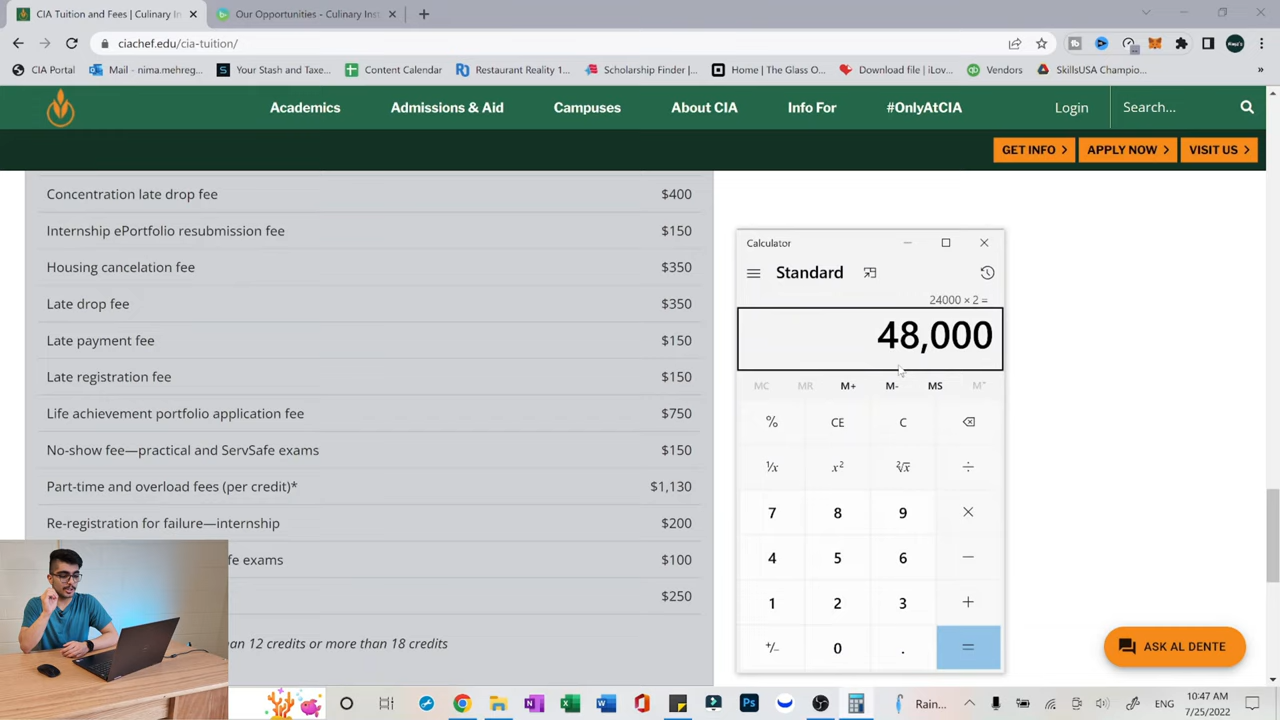 CIA Tuition and Fees | Culinary In
Our Opportunities - Culinary Inst
ciachef.edu/cia-tuition/
CIA Portal
Mail - nima.mehreg...
Your Stash and Taxe...
Content Calendar
Restaurant Reality 1...
Scholarship Finder |...
Home | The Glass O...
Download file | iLov...
Vendors
SkillsUSA Champio...
Academics
Admissions & Aid
Campuses
About CIA
Info For
#OnlyAtCIA
Login
Search...
GET INFO >
APPLY NOW >
VISIT US >
Concentration late drop fee $400
Internship ePortfolio resubmission fee $150
Housing cancelation fee $350
Late drop fee $350
Late payment fee $150
Late registration fee $150
Life achievement portfolio application fee $750
No-show fee—practical and ServSafe exams $150
Part-time and overload fees (per credit)* $1,130
Re-registration for failure—internship $200
fe exams $100
$250
an 12 credits or more than 18 credits
Calculator
Standard
24000 × 2 =
48,000
MC MR M+ M- MS M˅
% CE C
¹/x x² ²√x ÷
7 8 9 ×
4 5 6 −
1 2 3 +
+/- 0 . =
ASK AL DENTE
Rain...
ENG
10:47 AM
7/25/2022